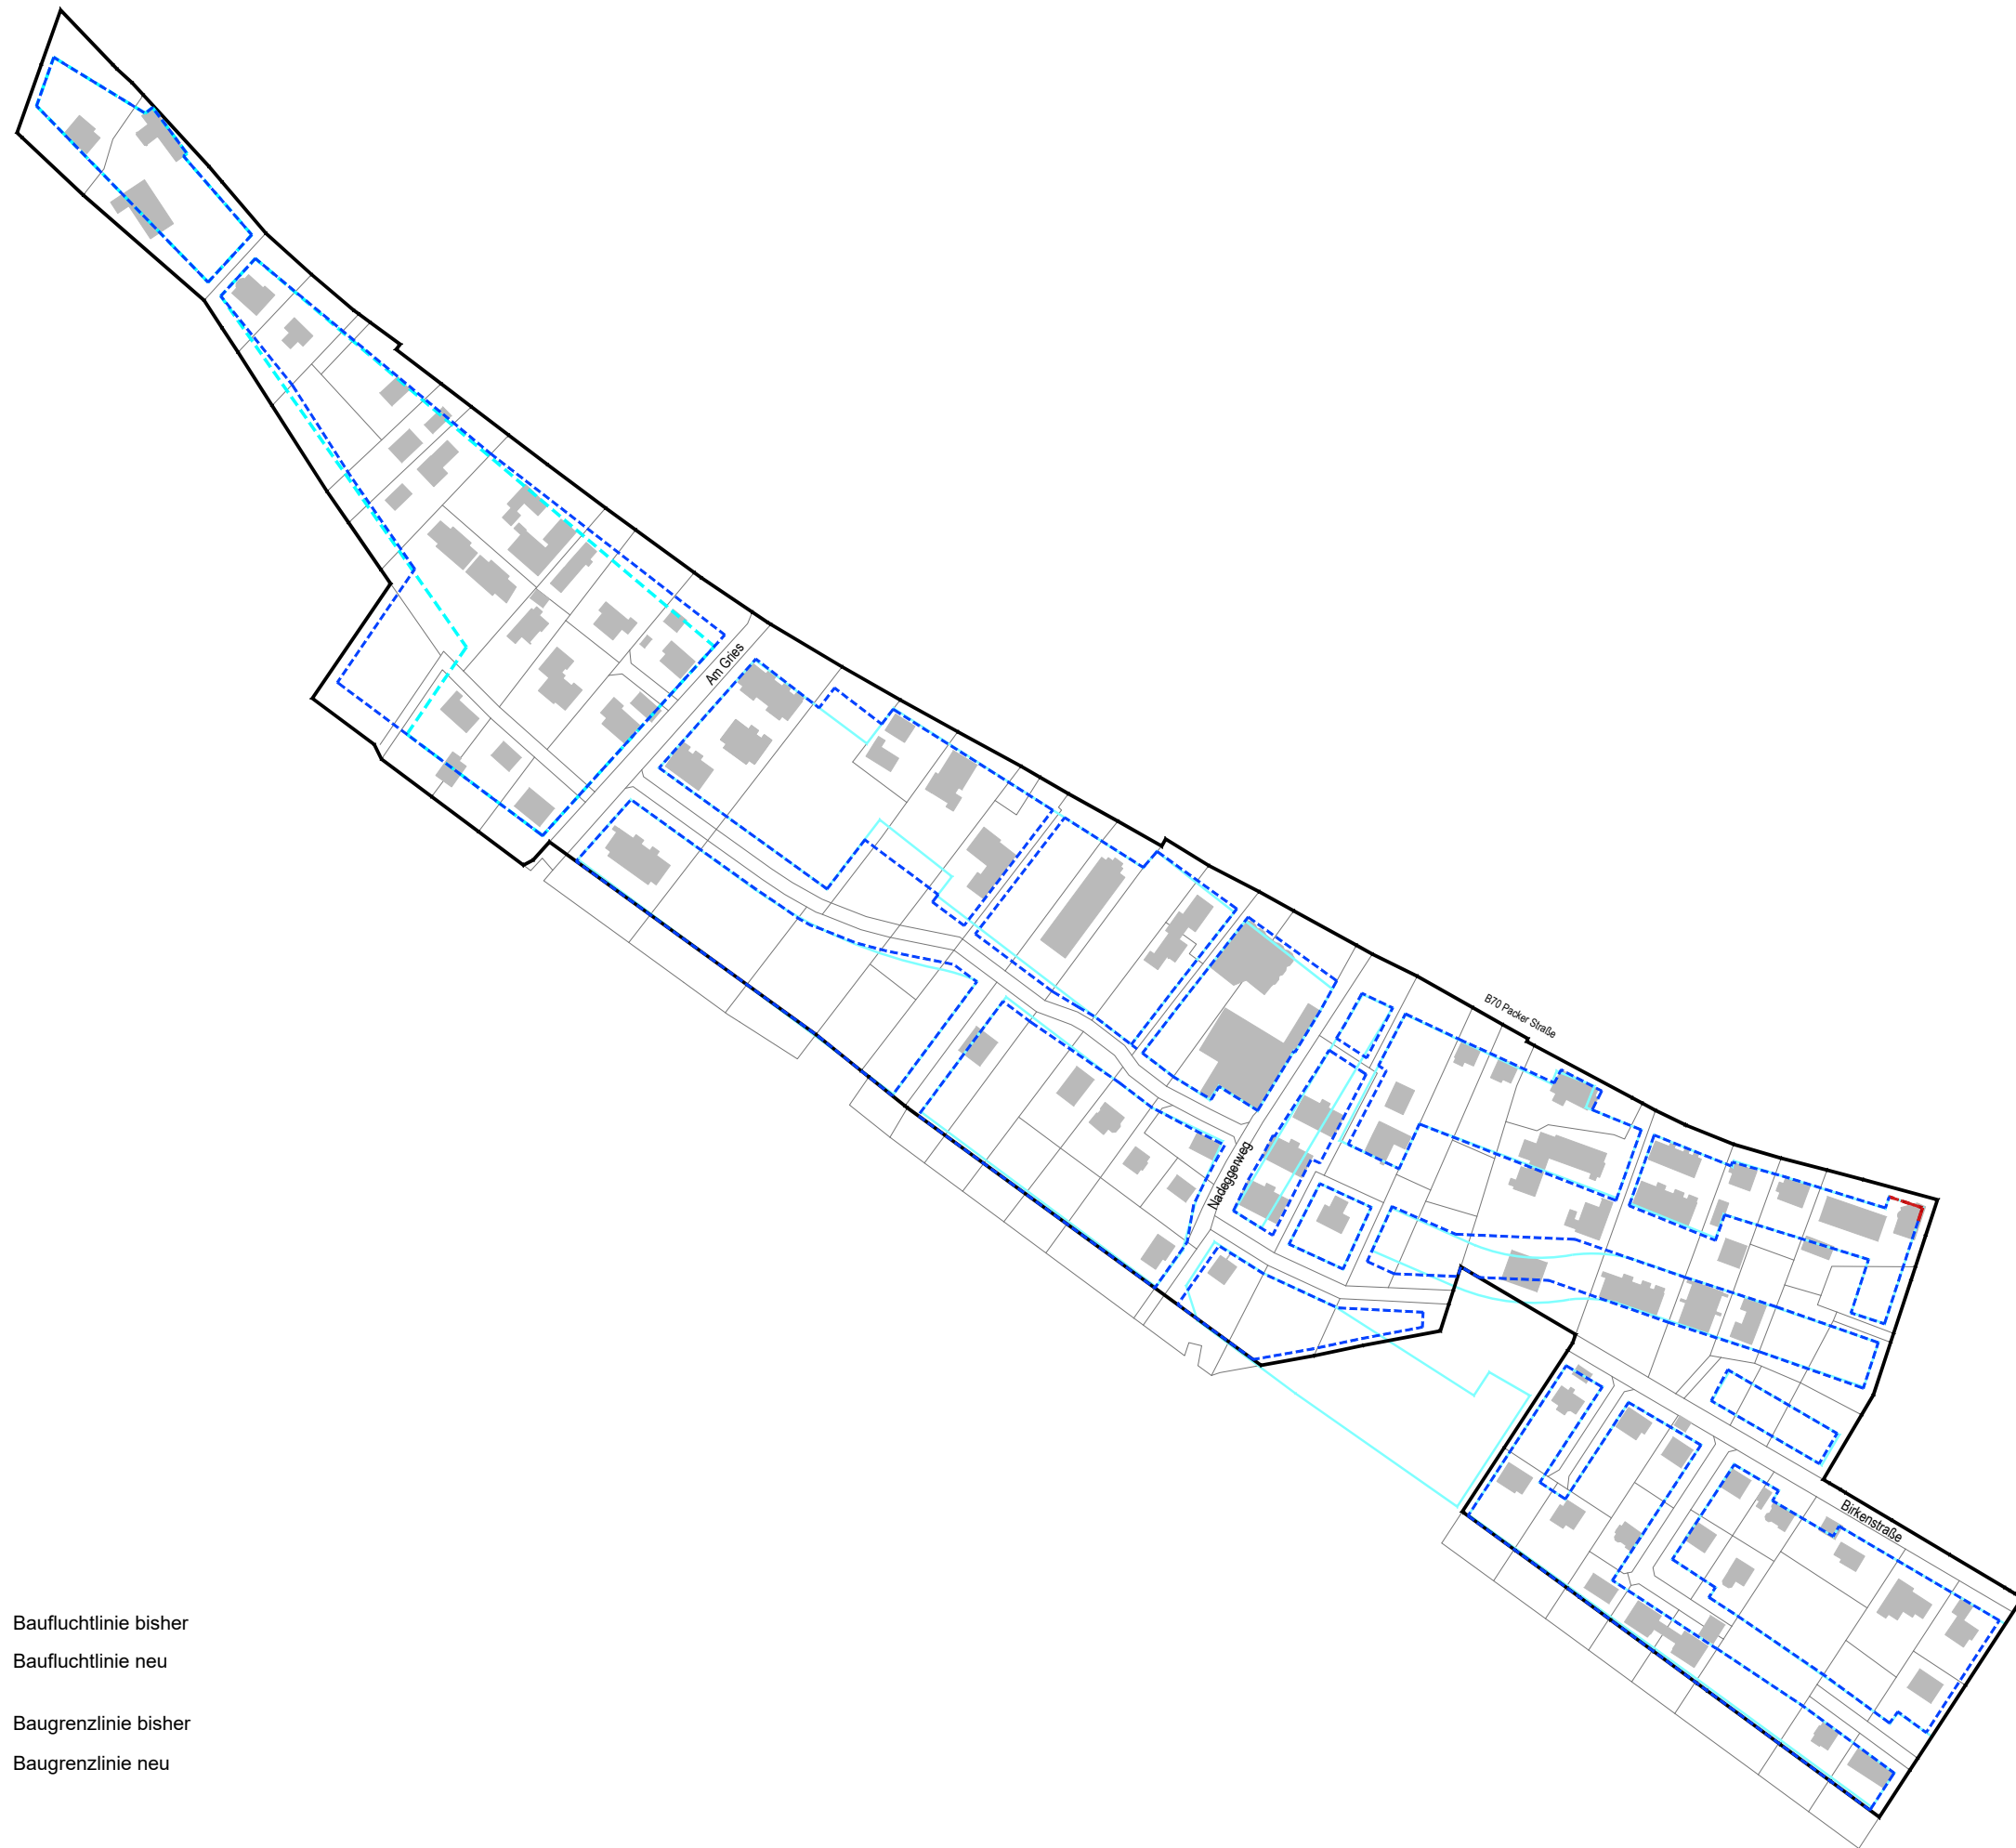 Am Gries
B70 Packer Straße
Nadeggerweg
Birkenstraße
Baufluchtlinie bisher
Baufluchtlinie neu
Baugrenzlinie bisher
Baugrenzlinie neu